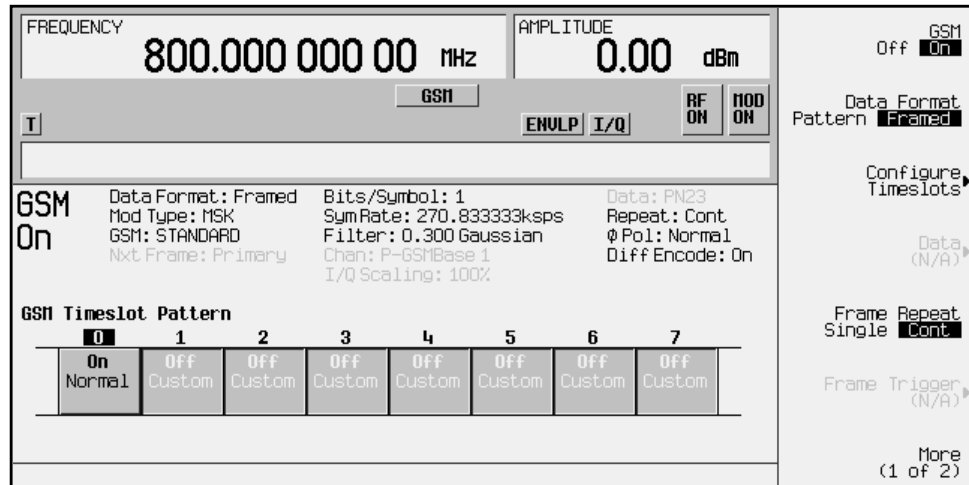 FREQUENCY
800.000 000 00 MHz
AMPLITUDE
0.00 dBm
GSM
RF ON
MOD ON
T
ENVLP
I/Q
GSM
On
Data Format: Framed
Mod Type: MSK
GSM: STANDARD
Nxt Frame: Primary
Bits/Symbol: 1
Sym Rate: 270.833333ksps
Filter: 0.300 Gaussian
Chan: P-GSMBase 1
I/Q Scaling: 100%
Data: PN23
Repeat: Cont
Φ Pol: Normal
Diff Encode: On
GSM Timeslot Pattern
0 1 2 3 4 5 6 7
On Off Off Off Off Off Off Off
Normal Custom Custom Custom Custom Custom Custom Custom
GSM
Off On
Data Format
Pattern Framed
Configure
Timeslots
Data
(N/A)
Frame Repeat
Single Cont
Frame Trigger
(N/A)
More
(1 of 2)